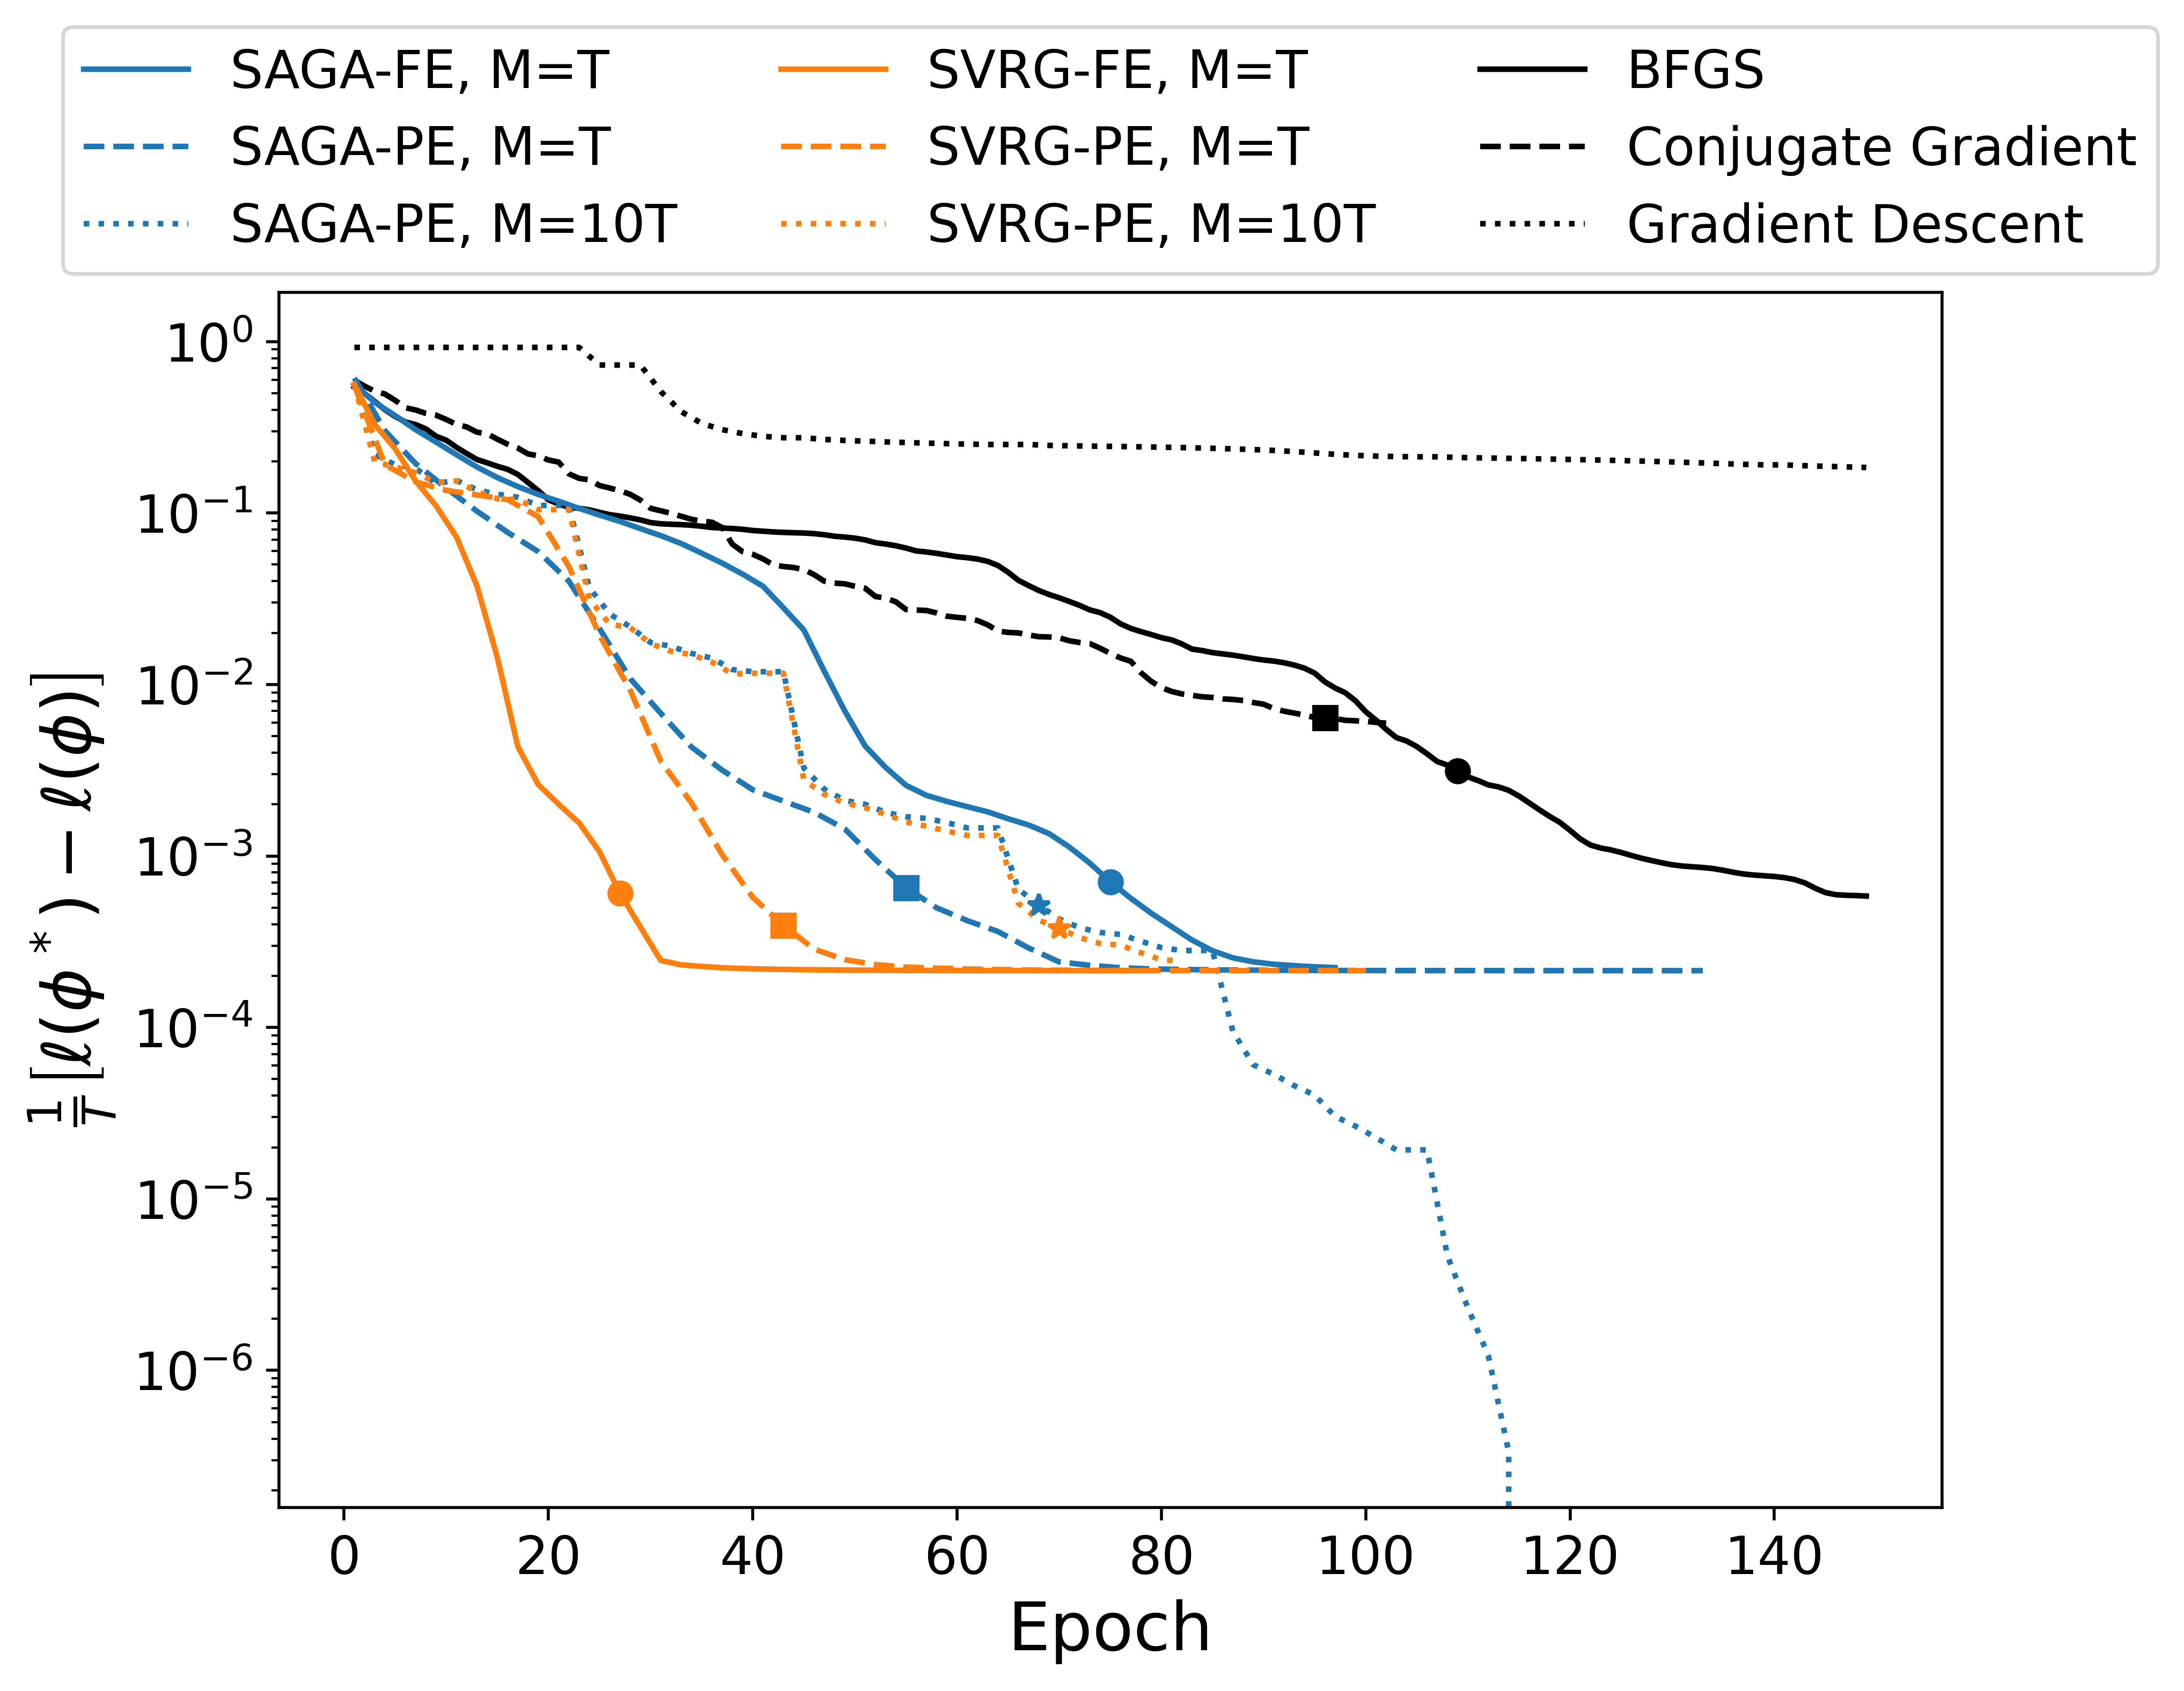 SAGA-FE, M=T
SAGA-PE, M=T
SAGA-PE, M=10T
SVRG-FE, M=T
SVRG-PE, M=T
SVRG-PE, M=10T
BFGS
Conjugate Gradient
Gradient Descent
10⁰
10⁻¹
10⁻²
10⁻³
10⁻⁴
10⁻⁵
10⁻⁶
1/T [ℓ(ϕ*) − ℓ(ϕ)]
0 20 40 60 80 100 120 140
Epoch